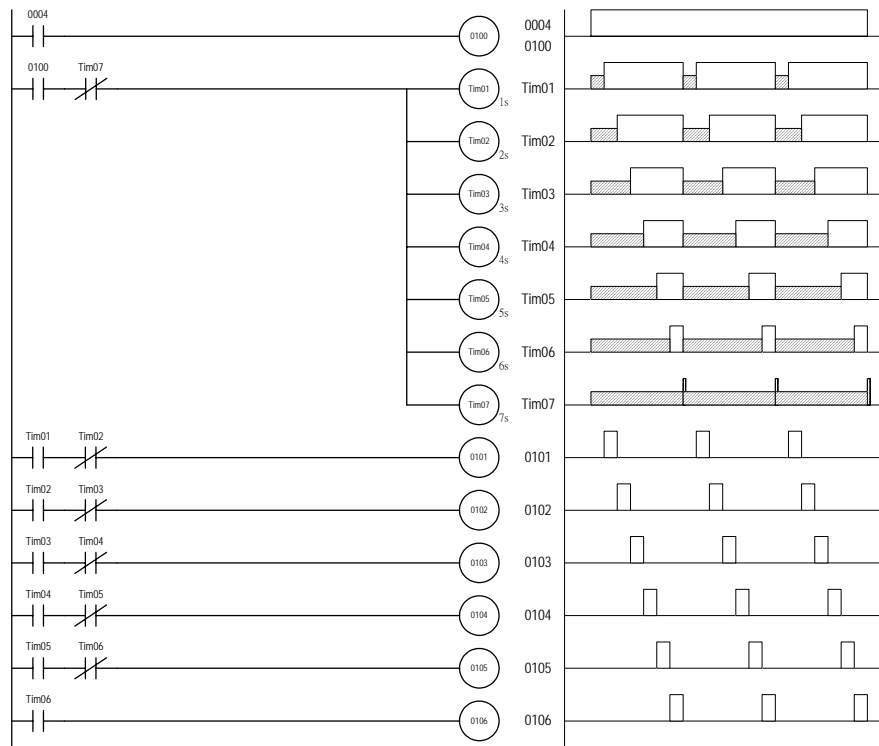 0004
0100 0004
0100
0100 Tim07
Tim01 1s Tim01
Tim02 2s Tim02
Tim03 3s Tim03
Tim04 4s Tim04
Tim05 5s Tim05
Tim06 6s Tim06
Tim07 7s Tim07
Tim01 Tim02
0101 0101
Tim02 Tim03
0102 0102
Tim03 Tim04
0103 0103
Tim04 Tim05
0104 0104
Tim05 Tim06
0105 0105
Tim06
0106 0106